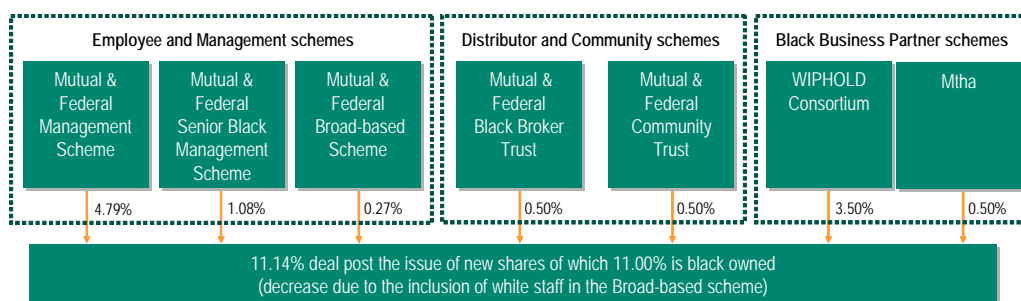 Employee and Management schemes
Mutual &
Federal
Management
Scheme
Mutual &
Federal
Senior Black
Management
Scheme
Mutual &
Federal
Broad-based
Scheme
4.79%
1.08%
0.27%
Distributor and Community schemes
Mutual &
Federal
Black Broker
Trust
Mutual &
Federal
Community
Trust
0.50%
0.50%
Black Business Partner schemes
WIPHOLD
Consortium
Mtha
3.50%
0.50%
11.14% deal post the issue of new shares of which 11.00% is black owned
(decrease due to the inclusion of white staff in the Broad-based scheme)